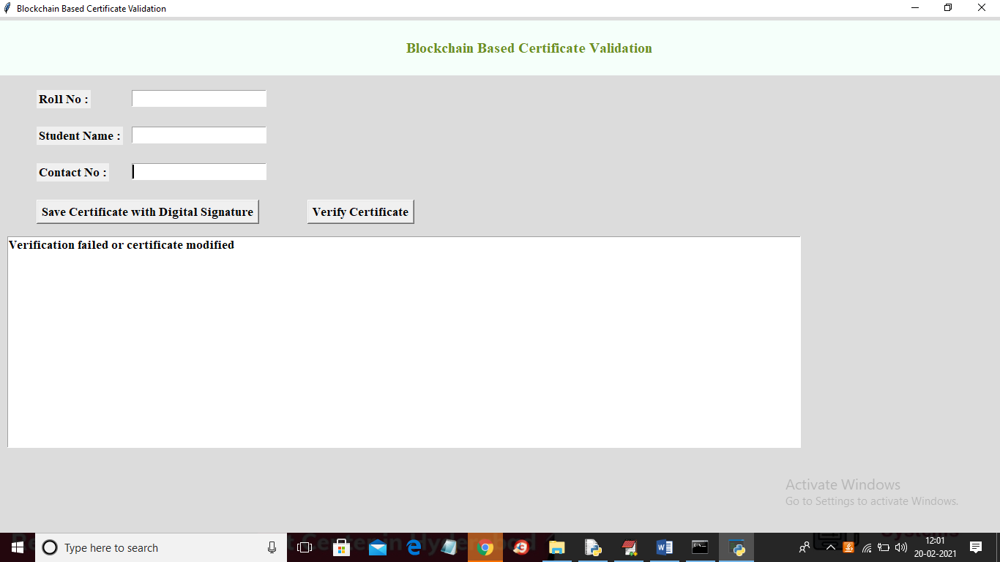 Blockchain Based Certificate Validation
Blockchain Based Certificate Validation
Roll No :
Student Name :
Contact No :
Save Certificate with Digital Signature
Verify Certificate
Verification failed or certificate modified
Activate Windows
Go to Settings to activate Windows.
Type here to search
12:01
20-02-2021